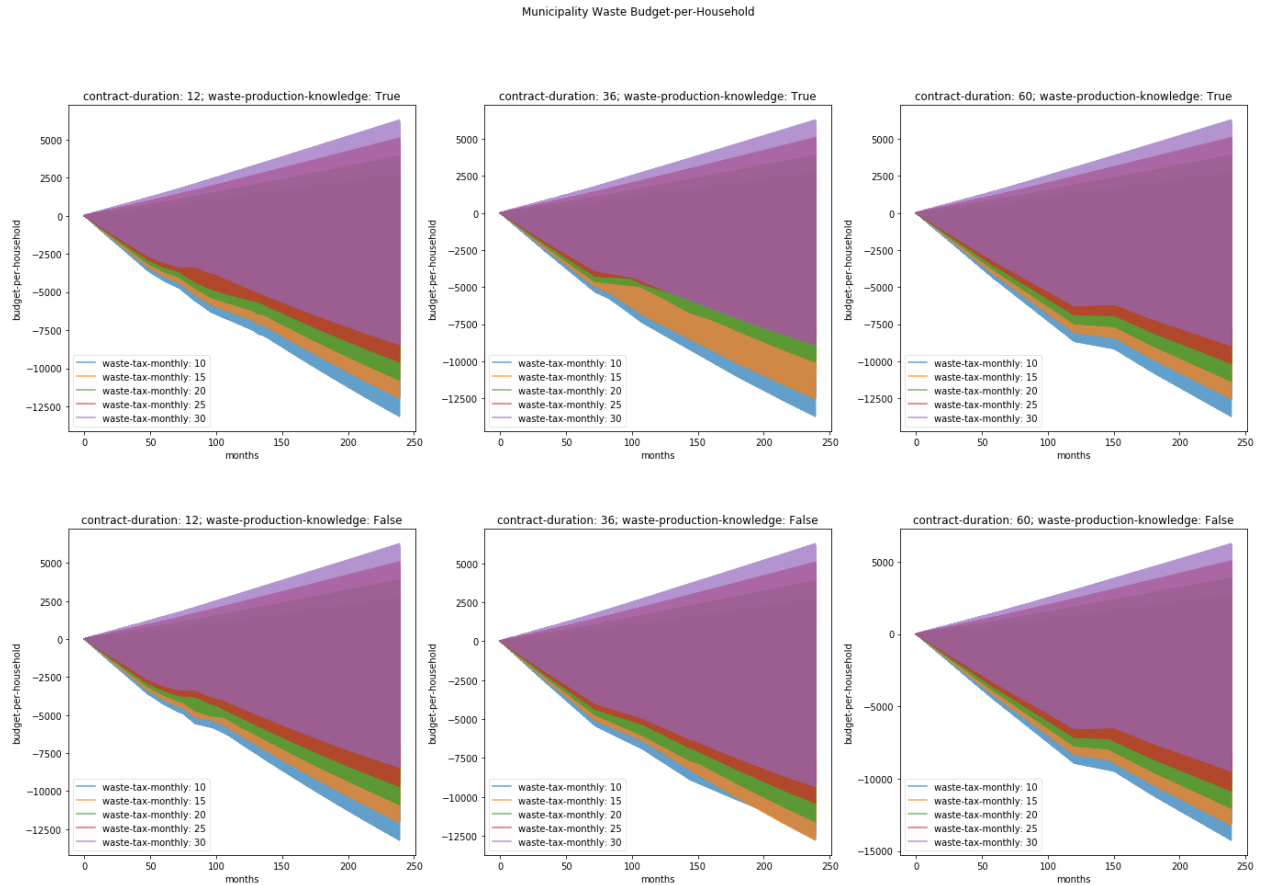 Municipality Waste Budget-per-Household
contract-duration: 12; waste-production-knowledge: True
5000
2500
0
−2500
−5000
−7500
−10000
−12500
budget-per-household
waste-tax-monthly: 10
waste-tax-monthly: 15
waste-tax-monthly: 20
waste-tax-monthly: 25
waste-tax-monthly: 30
0 50 100 150 200 250
months
contract-duration: 36; waste-production-knowledge: True
5000
2500
0
−2500
−5000
−7500
−10000
−12500
budget-per-household
waste-tax-monthly: 10
waste-tax-monthly: 15
waste-tax-monthly: 20
waste-tax-monthly: 25
waste-tax-monthly: 30
0 50 100 150 200 250
months
contract-duration: 60; waste-production-knowledge: True
5000
2500
0
−2500
−5000
−7500
−10000
−12500
budget-per-household
waste-tax-monthly: 10
waste-tax-monthly: 15
waste-tax-monthly: 20
waste-tax-monthly: 25
waste-tax-monthly: 30
0 50 100 150 200 250
months
contract-duration: 12; waste-production-knowledge: False
5000
2500
0
−2500
−5000
−7500
−10000
−12500
budget-per-household
waste-tax-monthly: 10
waste-tax-monthly: 15
waste-tax-monthly: 20
waste-tax-monthly: 25
waste-tax-monthly: 30
0 50 100 150 200 250
months
contract-duration: 36; waste-production-knowledge: False
5000
2500
0
−2500
−5000
−7500
−10000
−12500
budget-per-household
waste-tax-monthly: 10
waste-tax-monthly: 15
waste-tax-monthly: 20
waste-tax-monthly: 25
waste-tax-monthly: 30
0 50 100 150 200 250
months
contract-duration: 60; waste-production-knowledge: False
5000
2500
0
−2500
−5000
−7500
−10000
−12500
−15000
budget-per-household
waste-tax-monthly: 10
waste-tax-monthly: 15
waste-tax-monthly: 20
waste-tax-monthly: 25
waste-tax-monthly: 30
0 50 100 150 200 250
months